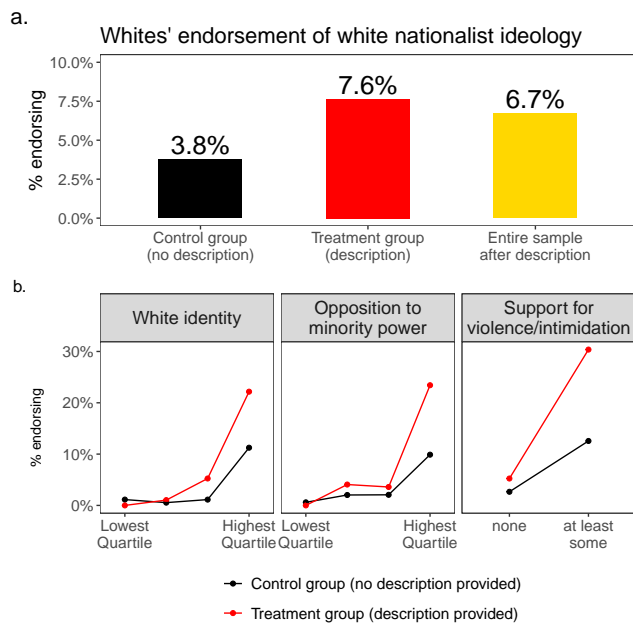 a.
Whites' endorsement of white nationalist ideology
% endorsing
10.0%
7.5%
5.0%
2.5%
0.0%
3.8%
7.6%
6.7%
Control group
(no description)
Treatment group
(description)
Entire sample
after description
b.
White identity
Opposition to
minority power
Support for
violence/intimidation
% endorsing
30%
20%
10%
0%
Lowest
Quartile
Highest
Quartile
Lowest
Quartile
Highest
Quartile
none
at least
some
Control group (no description provided)
Treatment group (description provided)